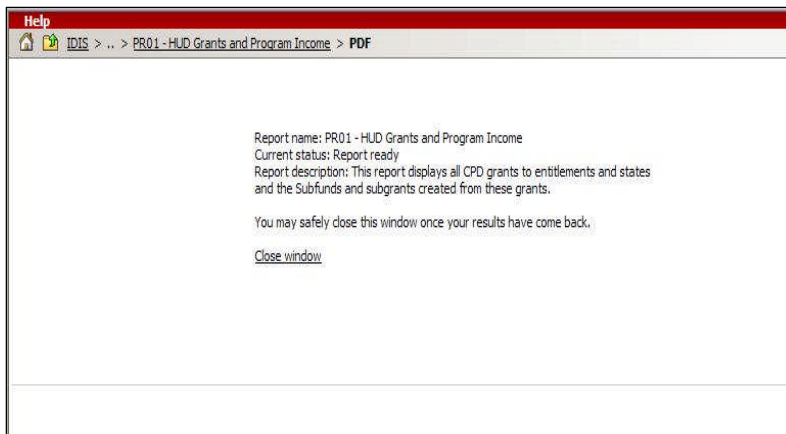 Help
IDIS > .. > PR01 - HUD Grants and Program Income > PDF
Report name: PR01 - HUD Grants and Program Income
Current status: Report ready
Report description: This report displays all CPD grants to entitlements and states
and the Subfunds and subgrants created from these grants.
You may safely close this window once your results have come back.
Close window